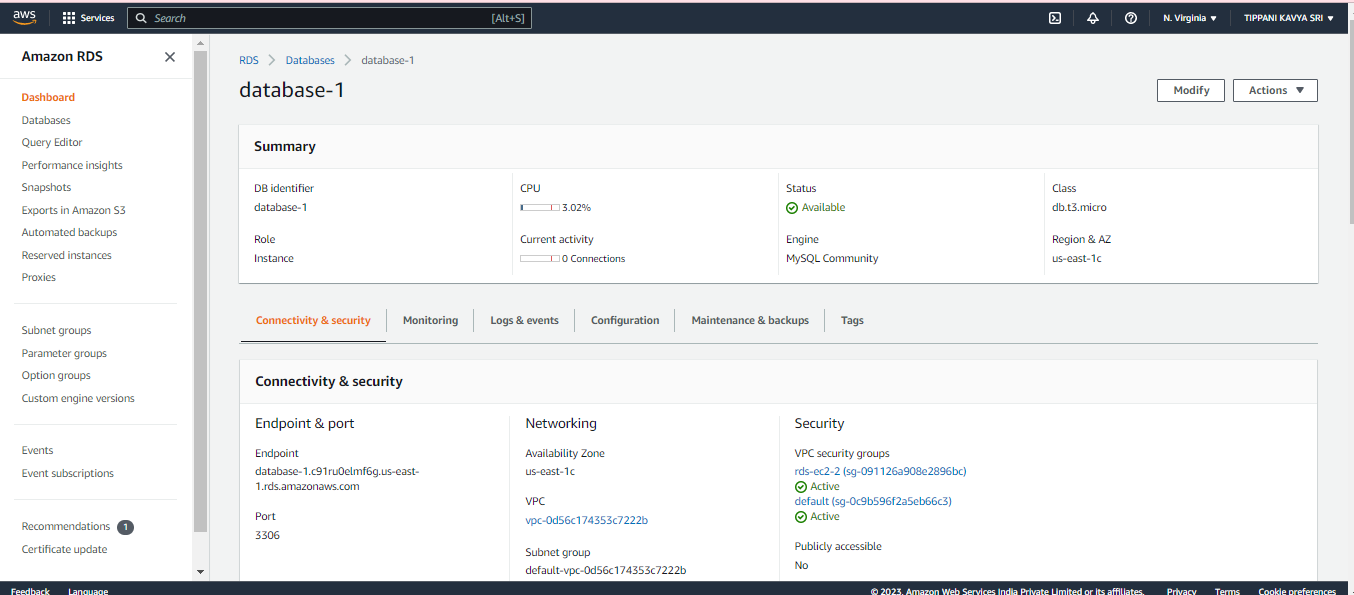 aws
Services
Search
[Alt+S]
N. Virginia
TIPPANI KAVYA SRI
Amazon RDS
Dashboard
Databases
Query Editor
Performance insights
Snapshots
Exports in Amazon S3
Automated backups
Reserved instances
Proxies
Subnet groups
Parameter groups
Option groups
Custom engine versions
Events
Event subscriptions
Recommendations 1
Certificate update
RDS > Databases > database-1
database-1
Modify
Actions
Summary
DB identifier
database-1
Role
Instance
CPU
3.02%
Current activity
0 Connections
Status
Available
Engine
MySQL Community
Class
db.t3.micro
Region & AZ
us-east-1c
Connectivity & security
Monitoring
Logs & events
Configuration
Maintenance & backups
Tags
Connectivity & security
Endpoint & port
Endpoint
database-1.c91ru0elmf6g.us-east-
1.rds.amazonaws.com
Port
3306
Networking
Availability Zone
us-east-1c
VPC
vpc-0d56c174353c7222b
Subnet group
default-vpc-0d56c174353c7222b
Security
VPC security groups
rds-ec2-2 (sg-091126a908e2896bc)
Active
default (sg-0c9b596f2a5eb66c3)
Active
Publicly accessible
No
Feedback
Language
© 2023, Amazon Web Services India Private Limited or its affiliates.
Privacy
Terms
Cookie preferences